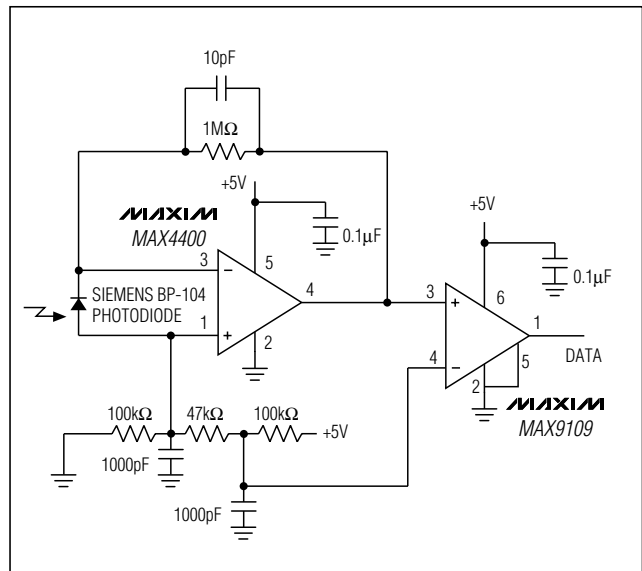 10pF
1MΩ
+5V
+5V
MAXIM
MAX4400
0.1µF
0.1µF
3
5
SIEMENS BP-104
PHOTODIODE
−
4
3
+
6
1
+
2
1
DATA
4
−
5
2
100kΩ
47kΩ
100kΩ
+5V
MAXIM
MAX9109
1000pF
1000pF